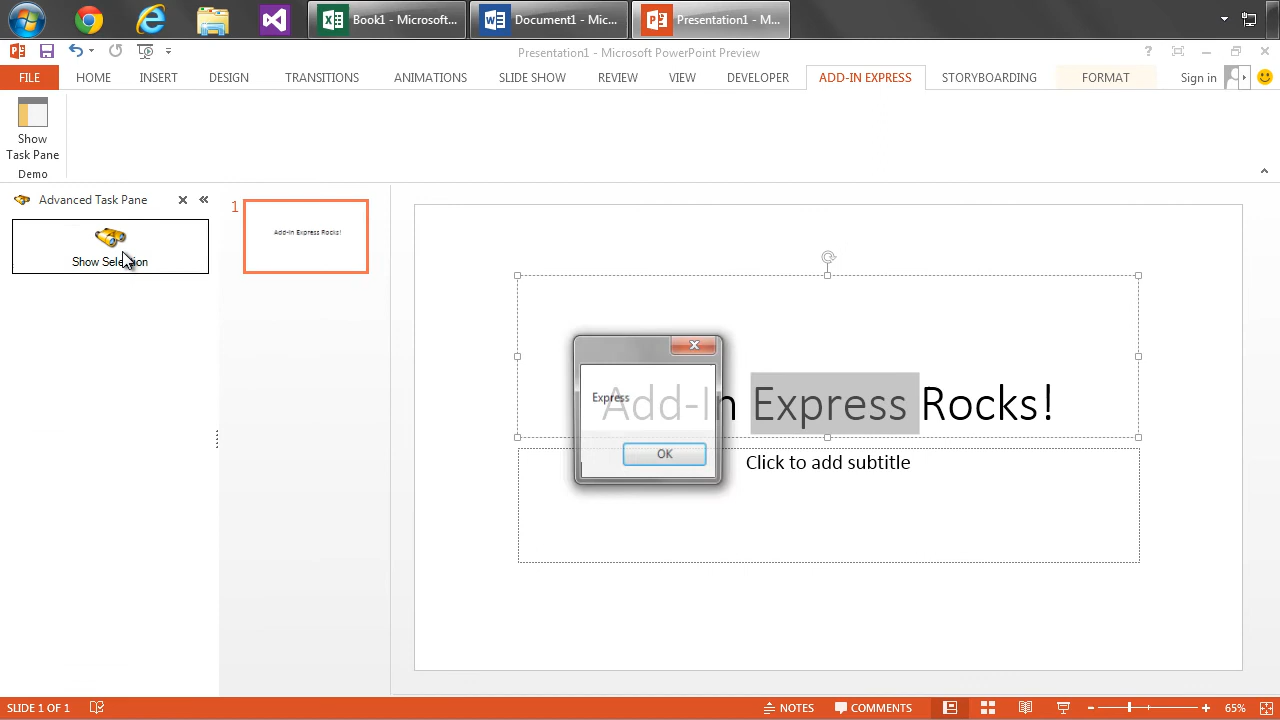 Book1 - Microsoft...
Document1 - Mic...
Presentation1 - M...
Presentation1 - Microsoft PowerPoint Preview
FILE
HOME
INSERT
DESIGN
TRANSITIONS
ANIMATIONS
SLIDE SHOW
REVIEW
VIEW
DEVELOPER
ADD-IN EXPRESS
STORYBOARDING
FORMAT
Sign in
Show
Task Pane
Demo
Advanced Task Pane
Show Selection
1
Add-In Express Rocks!
Add-In Express Rocks!
Express
OK
Click to add subtitle
SLIDE 1 OF 1
NOTES
COMMENTS
65%